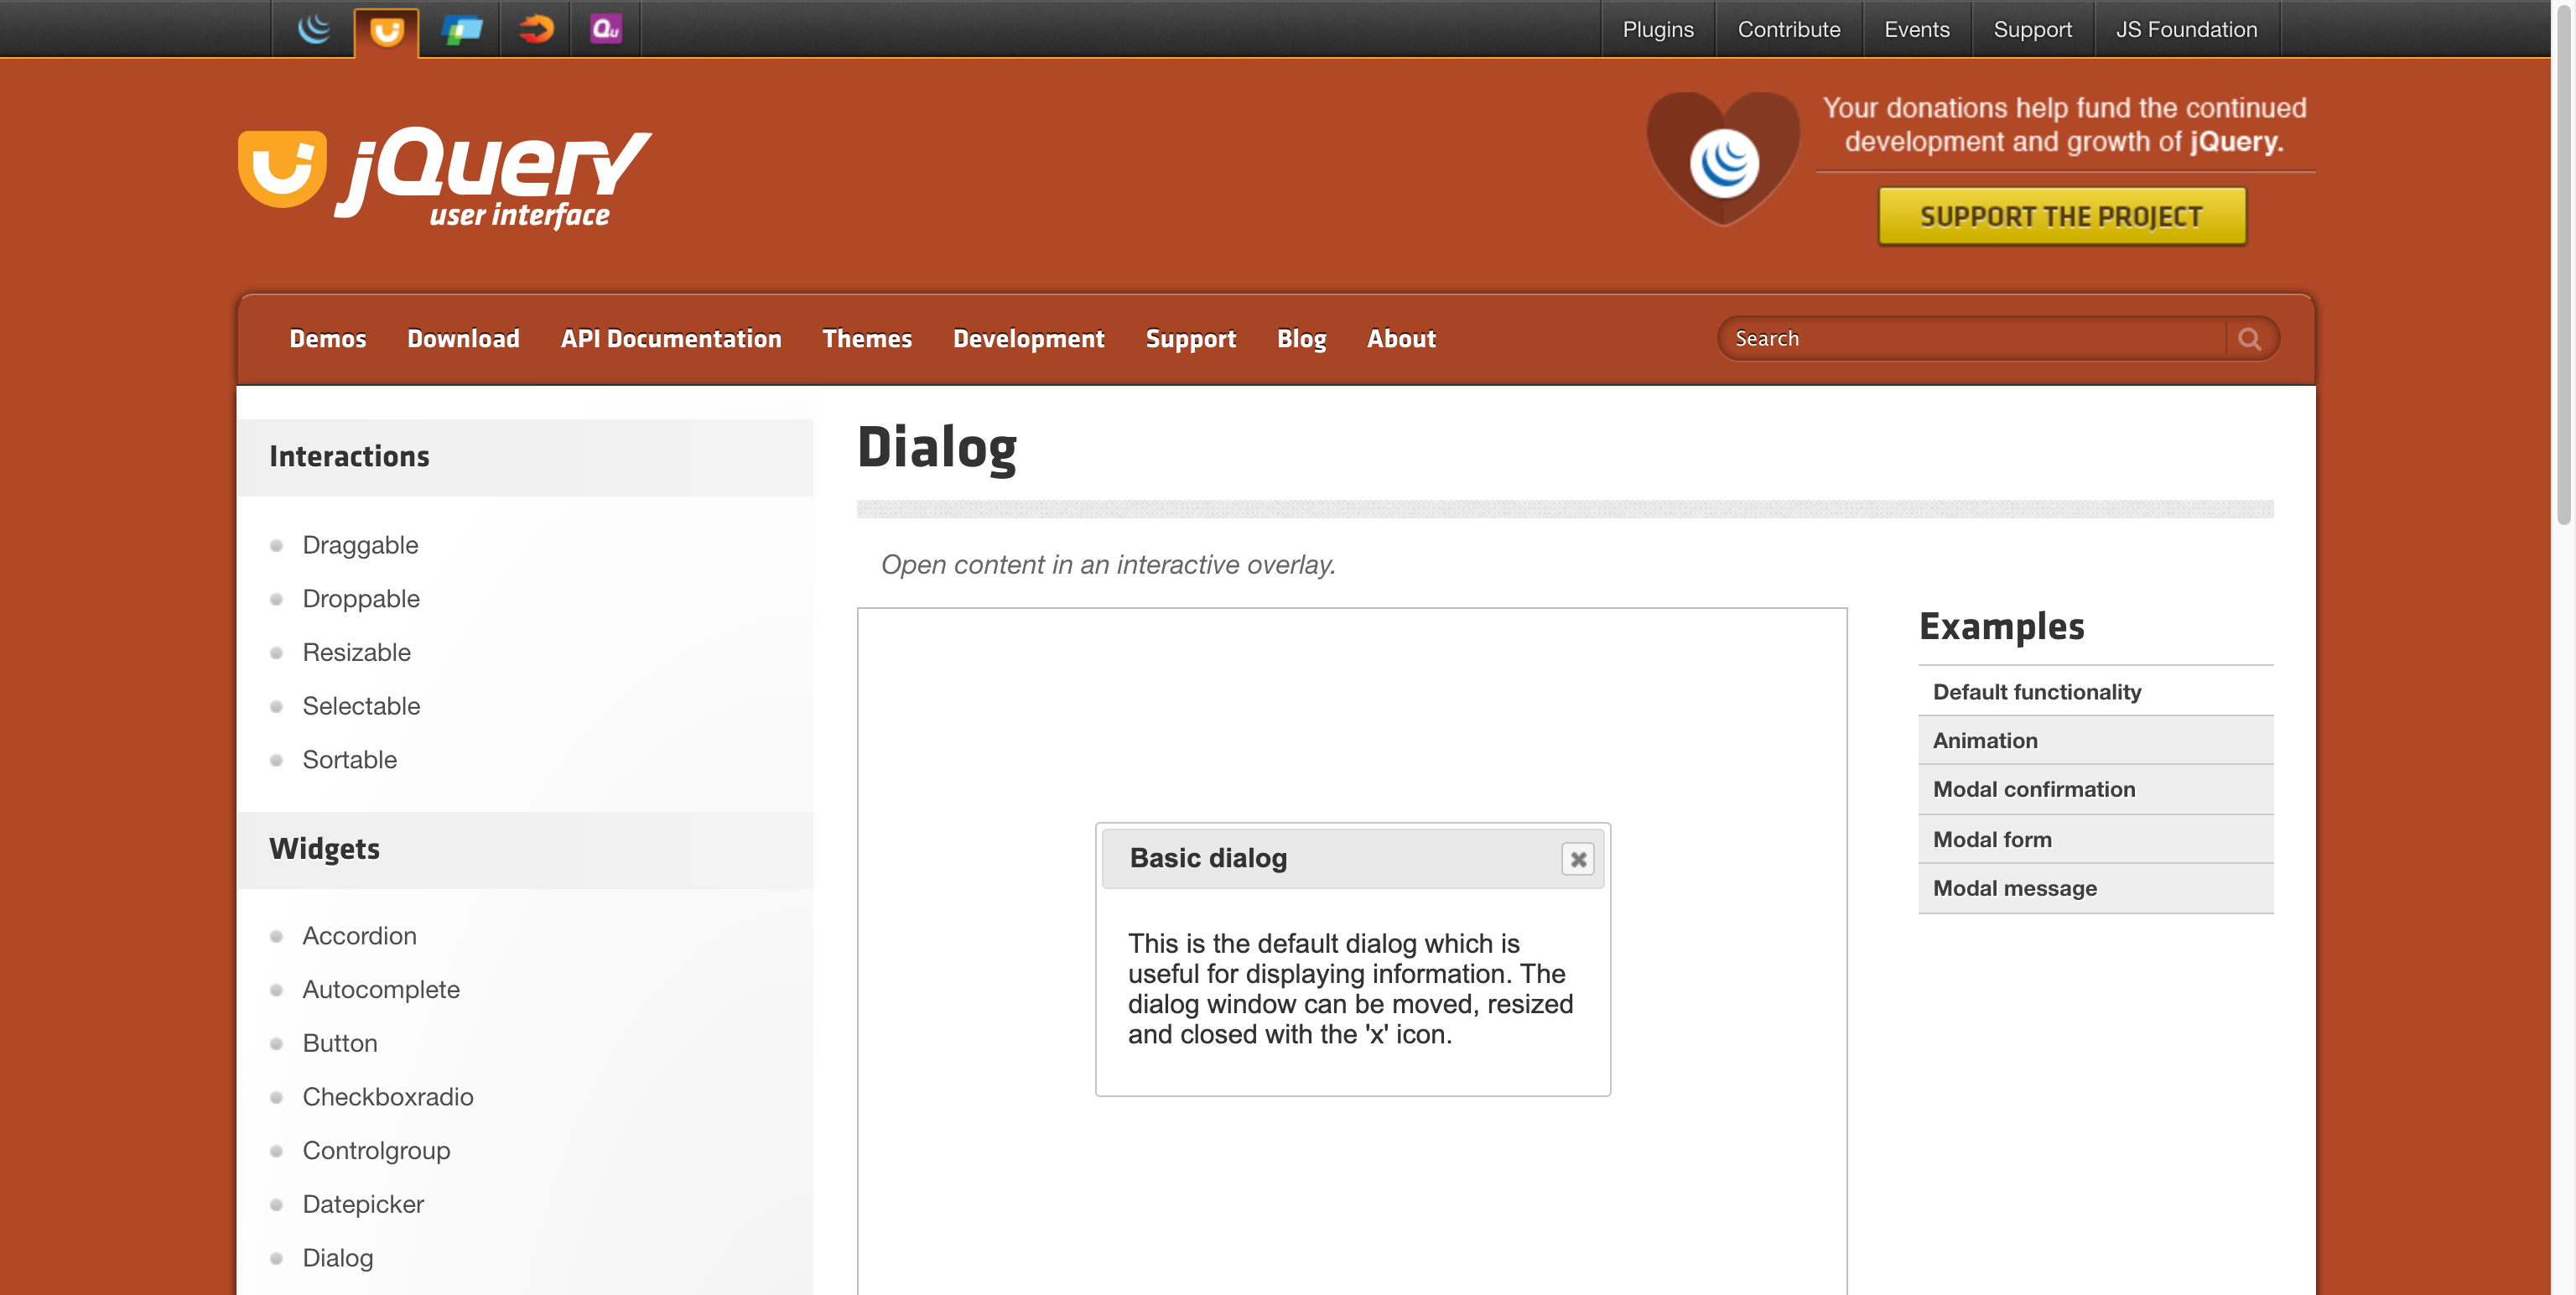 Qu
Plugins Contribute Events Support JS Foundation
jQuery
user interface
Your donations help fund the continued
development and growth of jQuery.
SUPPORT THE PROJECT
Demos Download API Documentation Themes Development Support Blog About
Search
Interactions
Draggable
Droppable
Resizable
Selectable
Sortable
Widgets
Accordion
Autocomplete
Button
Checkboxradio
Controlgroup
Datepicker
Dialog
Dialog
Open content in an interactive overlay.
Basic dialog
This is the default dialog which is
useful for displaying information. The
dialog window can be moved, resized
and closed with the 'x' icon.
Examples
Default functionality
Animation
Modal confirmation
Modal form
Modal message